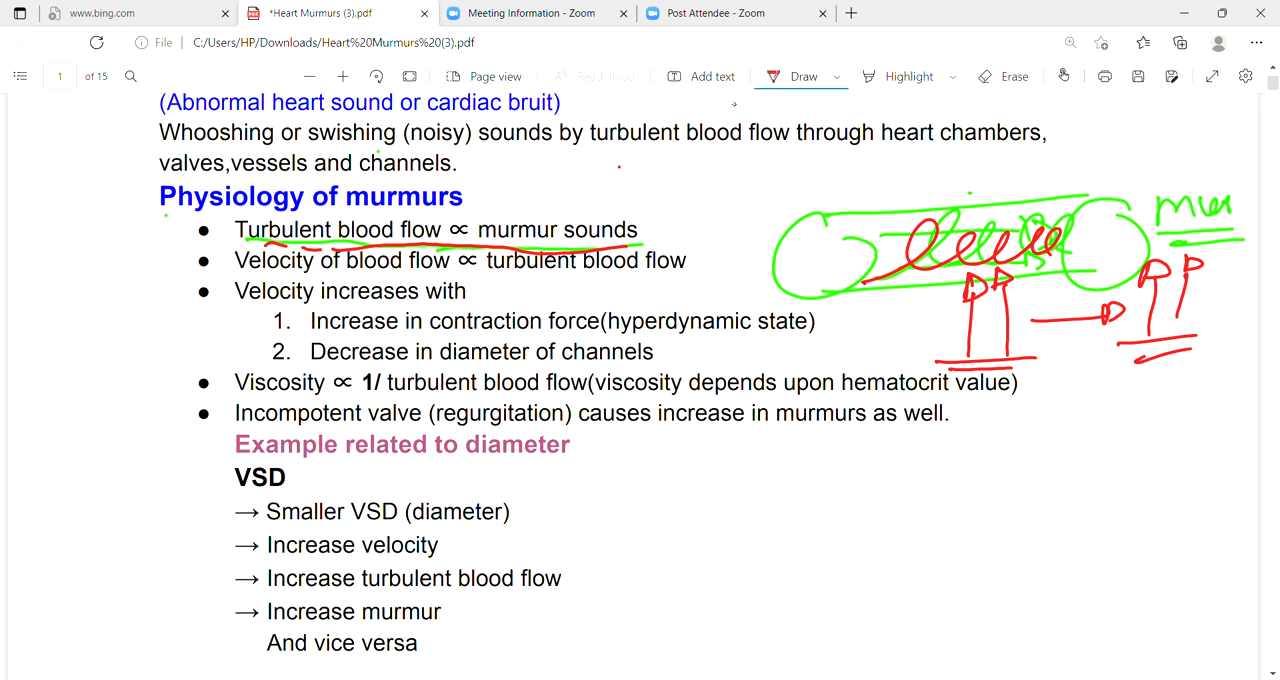 www.bing.com
*Heart Murmurs (3).pdf
Meeting Information - Zoom
Post Attendee - Zoom
File
C:/Users/HP/Downloads/Heart%20Murmurs%20(3).pdf
1 of 15
Page view
Read aloud
Add text
Draw
Highlight
Erase
(Abnormal heart sound or cardiac bruit)
Whooshing or swishing (noisy) sounds by turbulent blood flow through heart chambers,
valves,vessels and channels.
Physiology of murmurs
● Turbulent blood flow ∝ murmur sounds
● Velocity of blood flow ∝ turbulent blood flow
● Velocity increases with
1. Increase in contraction force(hyperdynamic state)
2. Decrease in diameter of channels
● Viscosity ∝ 1/ turbulent blood flow(viscosity depends upon hematocrit value)
● Incompotent valve (regurgitation) causes increase in murmurs as well.
Example related to diameter
VSD
→ Smaller VSD (diameter)
→ Increase velocity
→ Increase turbulent blood flow
→ Increase murmur
And vice versa